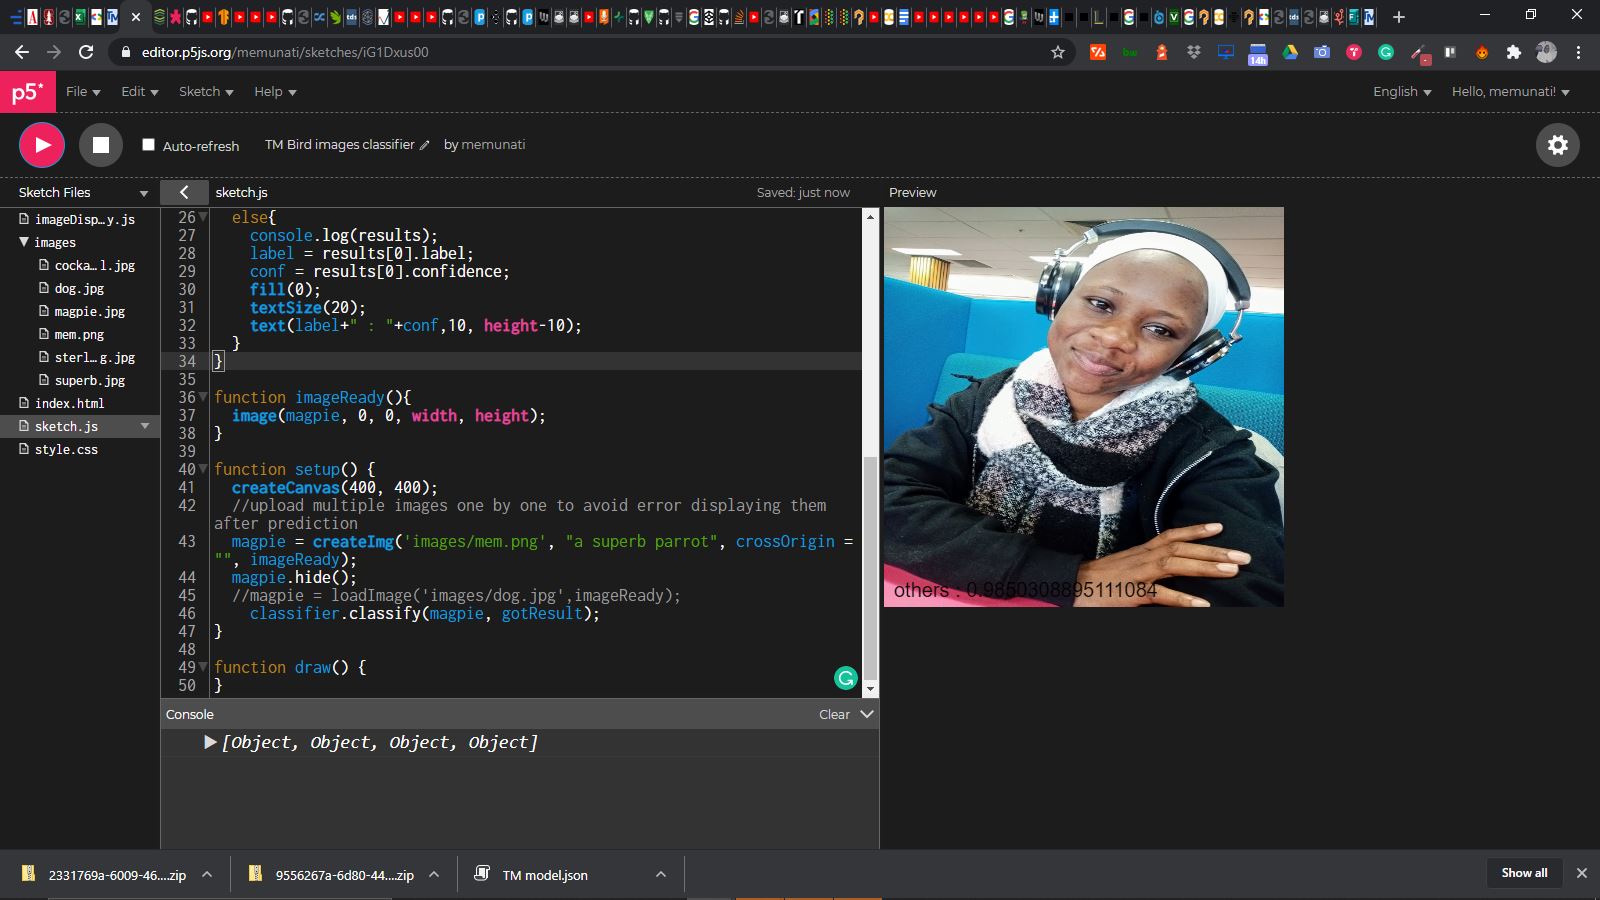 editor.p5js.org/memunati/sketches/iG1Dxus00
14h
p5* File Edit Sketch Help English Hello, memunati!
Auto-refresh TM Bird images classifier by memunati
Sketch Files
sketch.js Saved: just now
Preview
imageDisp…y.js
images
cocka…l.jpg
dog.jpg
magpie.jpg
mem.png
sterl…g.jpg
superb.jpg
index.html
sketch.js
style.css
26 else{
27 console.log(results);
28 label = results[0].label;
29 conf = results[0].confidence;
30 fill(0);
31 textSize(20);
32 text(label+" : "+conf,10, height-10);
33 }
34 }
35
36 function imageReady(){
37 image(magpie, 0, 0, width, height);
38 }
39
40 function setup() {
41 createCanvas(400, 400);
42 //upload multiple images one by one to avoid error displaying them
after prediction
43 magpie = createImg('images/mem.png', "a superb parrot", crossOrigin =
"", imageReady);
44 magpie.hide();
45 //magpie = loadImage('images/dog.jpg',imageReady);
46 classifier.classify(magpie, gotResult);
47 }
48
49 function draw() {
50 }
others : 0.9850308895111084
Console Clear
[Object, Object, Object, Object]
2331769a-6009-46....zip
9556267a-6d80-44....zip
TM model.json
Show all